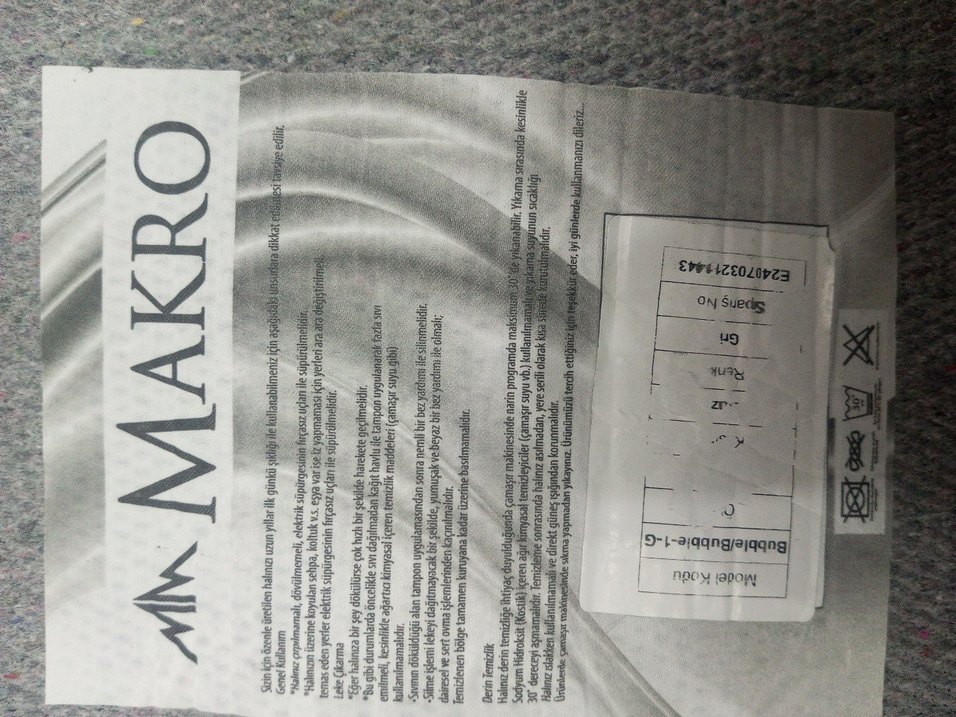 MAKRO
Sizin için özenle üretilen halınızı uzun yıllar ilk günkü şıklığı ile kullanabilmeniz için aşağıdaki unsurlara dikkat edilmesi tavsiye edilir.
Genel Kullanım
*Halınız çırpılmamalı, dövülmemeli, elektrik süpürgesinin fırçasız uçları ile süpürülmelidir.
*Halınızın üzerine koyulan sehpa, koltuk v.s. eşya var ise iz yapmaması için yerleri ara ara değiştirilmeli,
temas eden yerler elektrik süpürgesinin fırçasız uçları ile süpürülmelidir.
Leke Çıkarma
*Eğer halınıza bir şey dökülürse çok hızlı bir şekilde harekete geçilmelidir.
*Bu gibi durumlarda öncelikle sıvı dağılmadan kağıt havlu ile tampon uygulanarak fazla sıvı
emilmeli, kesinlikle ağartıcı kimyasal içeren temizlik maddeleri (çamaşır suyu gibi)
kullanılmamalıdır.
•Sıvının döküldüğü alan tampon uygulamasından sonra nemli bir bez yardımı ile silinmelidir.
•Silme işlemi lekeyi dağıtmayacak bir şekilde, yumuşak ve beyaz bir bez yardımı ile olmalı;
dairesel ve sert ovma işlemlerinden kaçınılmalıdır.
Temizlenen bölge tamamen kuruyana kadar üzerine basılmamalıdır.
Derin Temizlik
Halınız derin temizliğe ihtiyaç duyulduğunda çamaşır makinesinde narin programda maksimum 30° ile yıkanabilir. Yıkama sırasında kesinlikle
Sodyum Hidroksit (Kostik) içeren ağır kimyasal temizleyiciler (çamaşır suyu vb.) kullanılmamalı ve yıkama suyunun sıcaklığı
30° dereceyi aşmamalıdır. Temizleme sonrasında halınız asılmadan, yere serili olarak kısa sürede kurutulmalıdır.
Halınız ıslakken kullanılmamalı ve direkt güneş ışığından korunmalıdır.
Ürünlerde çamaşır makinesinde sıkma yapmadan yıkayınız. Ürünümüzü tercih ettiğiniz için teşekkür eder, iyi günlerde kullanmanızı dileriz...
Model Kodu
Bubble/Bubble-1-G
Renk
Gri
Sipariş No
E240703211443
30°